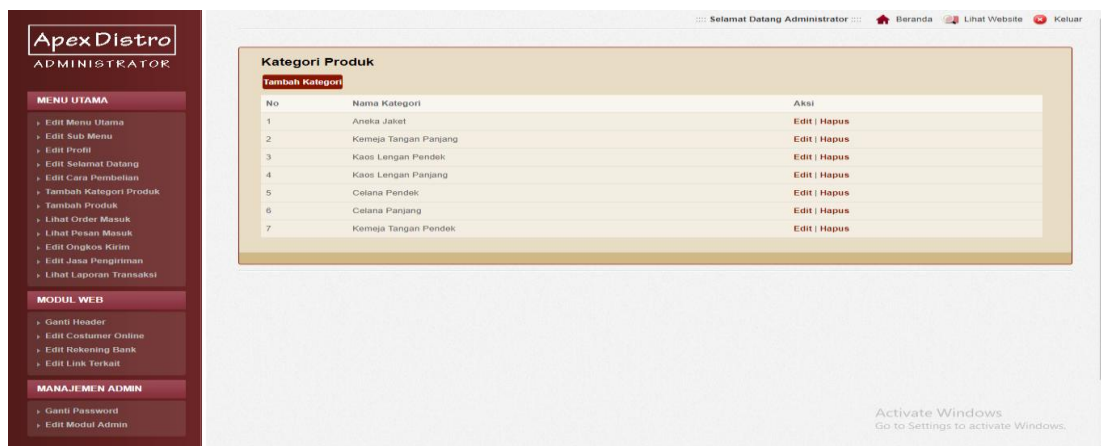 :::: Selamat Datang Administrator :::: Beranda Lihat Website Keluar
ApexDistro
ADMINISTRATOR
MENU UTAMA
Edit Menu Utama
Edit Sub Menu
Edit Profil
Edit Selamat Datang
Edit Cara Pembelian
Tambah Kategori Produk
Tambah Produk
Lihat Order Masuk
Lihat Pesan Masuk
Edit Ongkos Kirim
Edit Jasa Pengiriman
Lihat Laporan Transaksi
MODUL WEB
Ganti Header
Edit Costumer Online
Edit Rekening Bank
Edit Link Terkait
MANAJEMEN ADMIN
Ganti Password
Edit Modul Admin
Kategori Produk
Tambah Kategori
No Nama Kategori Aksi
1 Aneka Jaket Edit | Hapus
2 Kemeja Tangan Panjang Edit | Hapus
3 Kaos Lengan Pendek Edit | Hapus
4 Kaos Lengan Panjang Edit | Hapus
5 Celana Pendek Edit | Hapus
6 Celana Panjang Edit | Hapus
7 Kemeja Tangan Pendek Edit | Hapus
Activate Windows
Go to Settings to activate Windows.